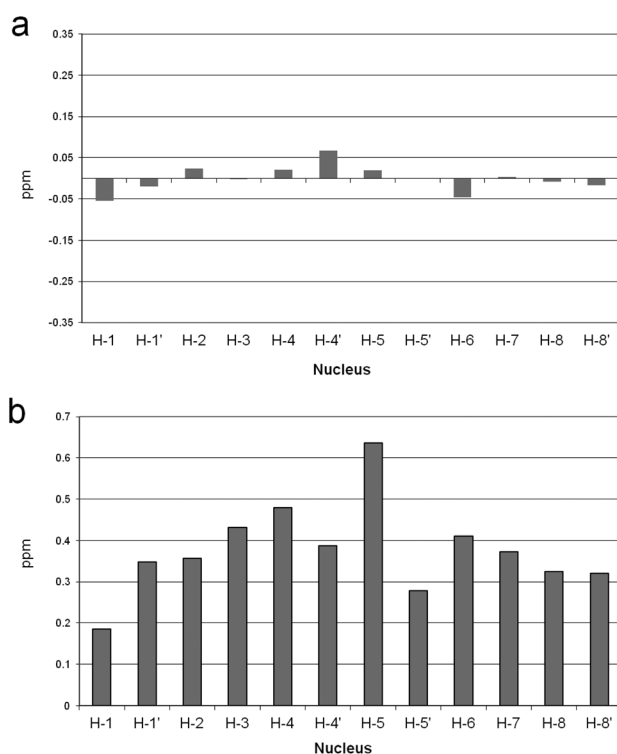 a
0.35
0.25
0.15
0.05
-0.05
-0.15
-0.25
-0.35
ppm
H-1 H-1' H-2 H-3 H-4 H-4' H-5 H-5' H-6 H-7 H-8 H-8'
Nucleus
b
0.7
0.6
0.5
0.4
0.3
0.2
0.1
0
ppm
H-1 H-1' H-2 H-3 H-4 H-4' H-5 H-5' H-6 H-7 H-8 H-8'
Nucleus